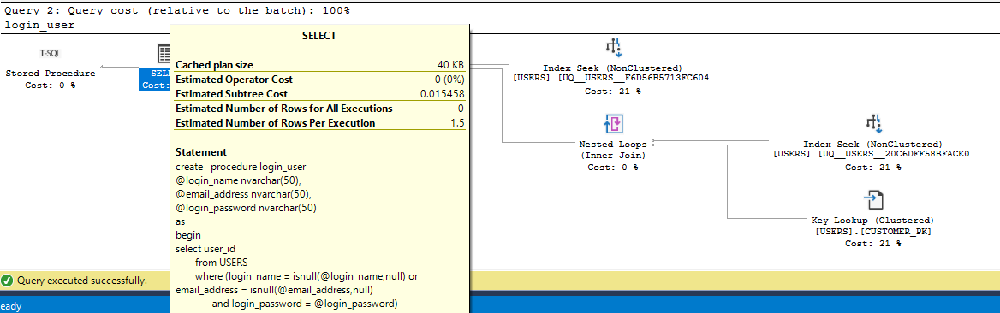 Query 2: Query cost (relative to the batch): 100%
login_user
T-SQL
Stored Procedure
Cost: 0 %
SEL
Cost:
SELECT
Cached plan size 40 KB
Estimated Operator Cost 0 (0%)
Estimated Subtree Cost 0.015458
Estimated Number of Rows for All Executions 0
Estimated Number of Rows Per Execution 1.5
Statement
create procedure login_user
@login_name nvarchar(50),
@email_address nvarchar(50),
@login_password nvarchar(50)
as
begin
select user_id
from USERS
where (login_name = isnull(@login_name,null) or
email_address = isnull(@email_address,null)
and login_password = @login_password)
Index Seek (NonClustered)
[USERS].[UQ__USERS__F6D56B5713FC604…
Cost: 21 %
Nested Loops
(Inner Join)
Cost: 0 %
Index Seek (NonClustered)
[USERS].[UQ__USERS__20C6DFF58BFACE0…
Cost: 21 %
Key Lookup (Clustered)
[USERS].[CUSTOMER_PK]
Cost: 21 %
Query executed successfully.
eady